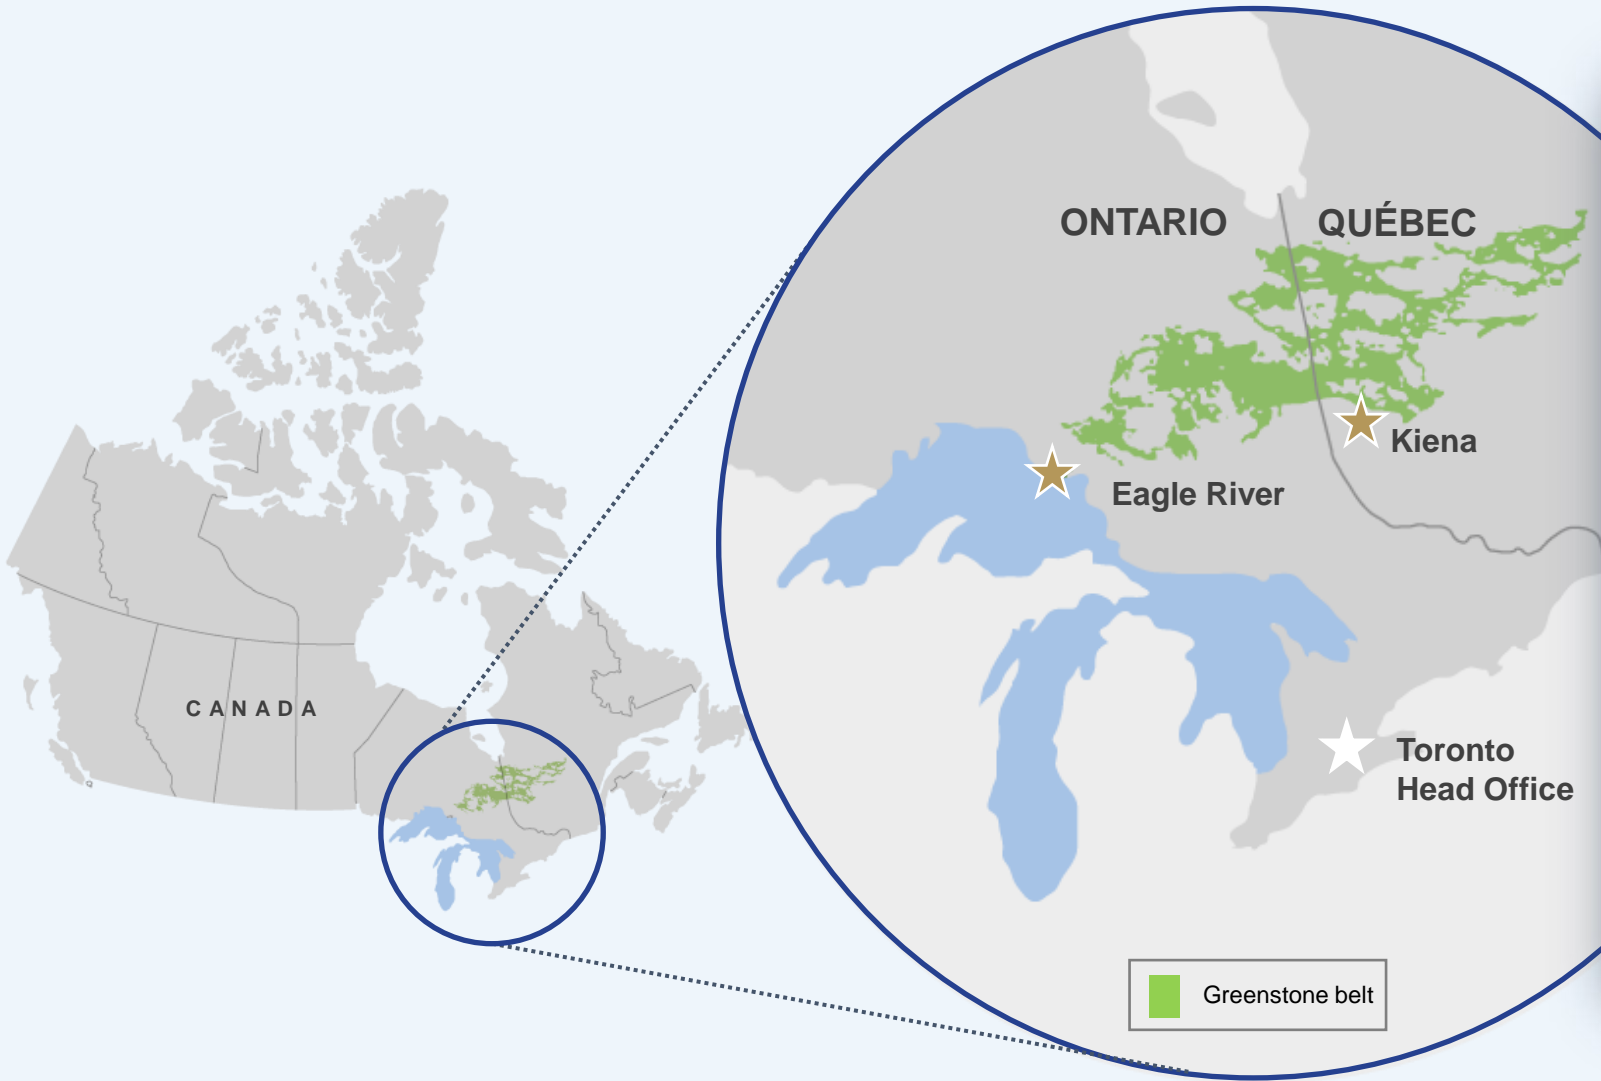 CANADA
ONTARIO
QUÉBEC
Kiena
Eagle River
Toronto
Head Office
Greenstone belt